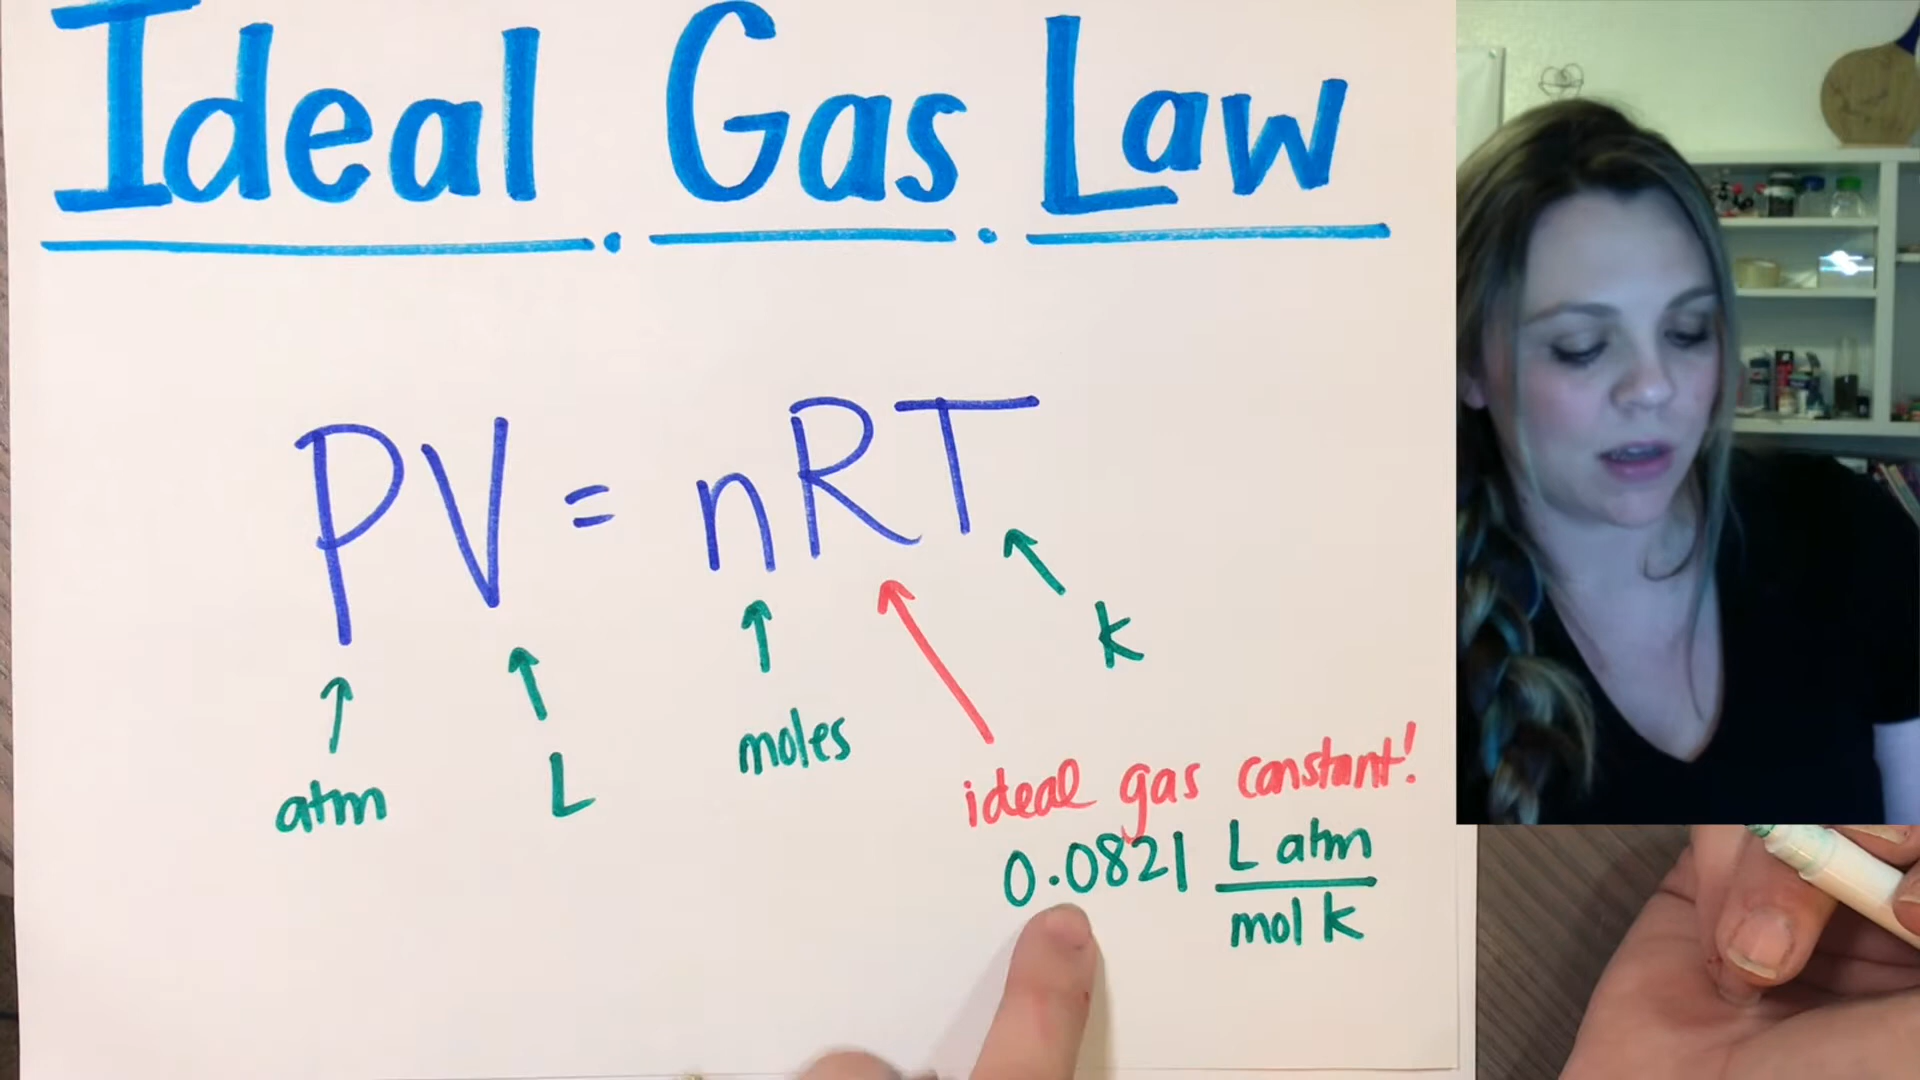 Ideal Gas Law
PV = nRT
atm
L
moles
K
ideal gas constant!
0.0821 L atm
mol K